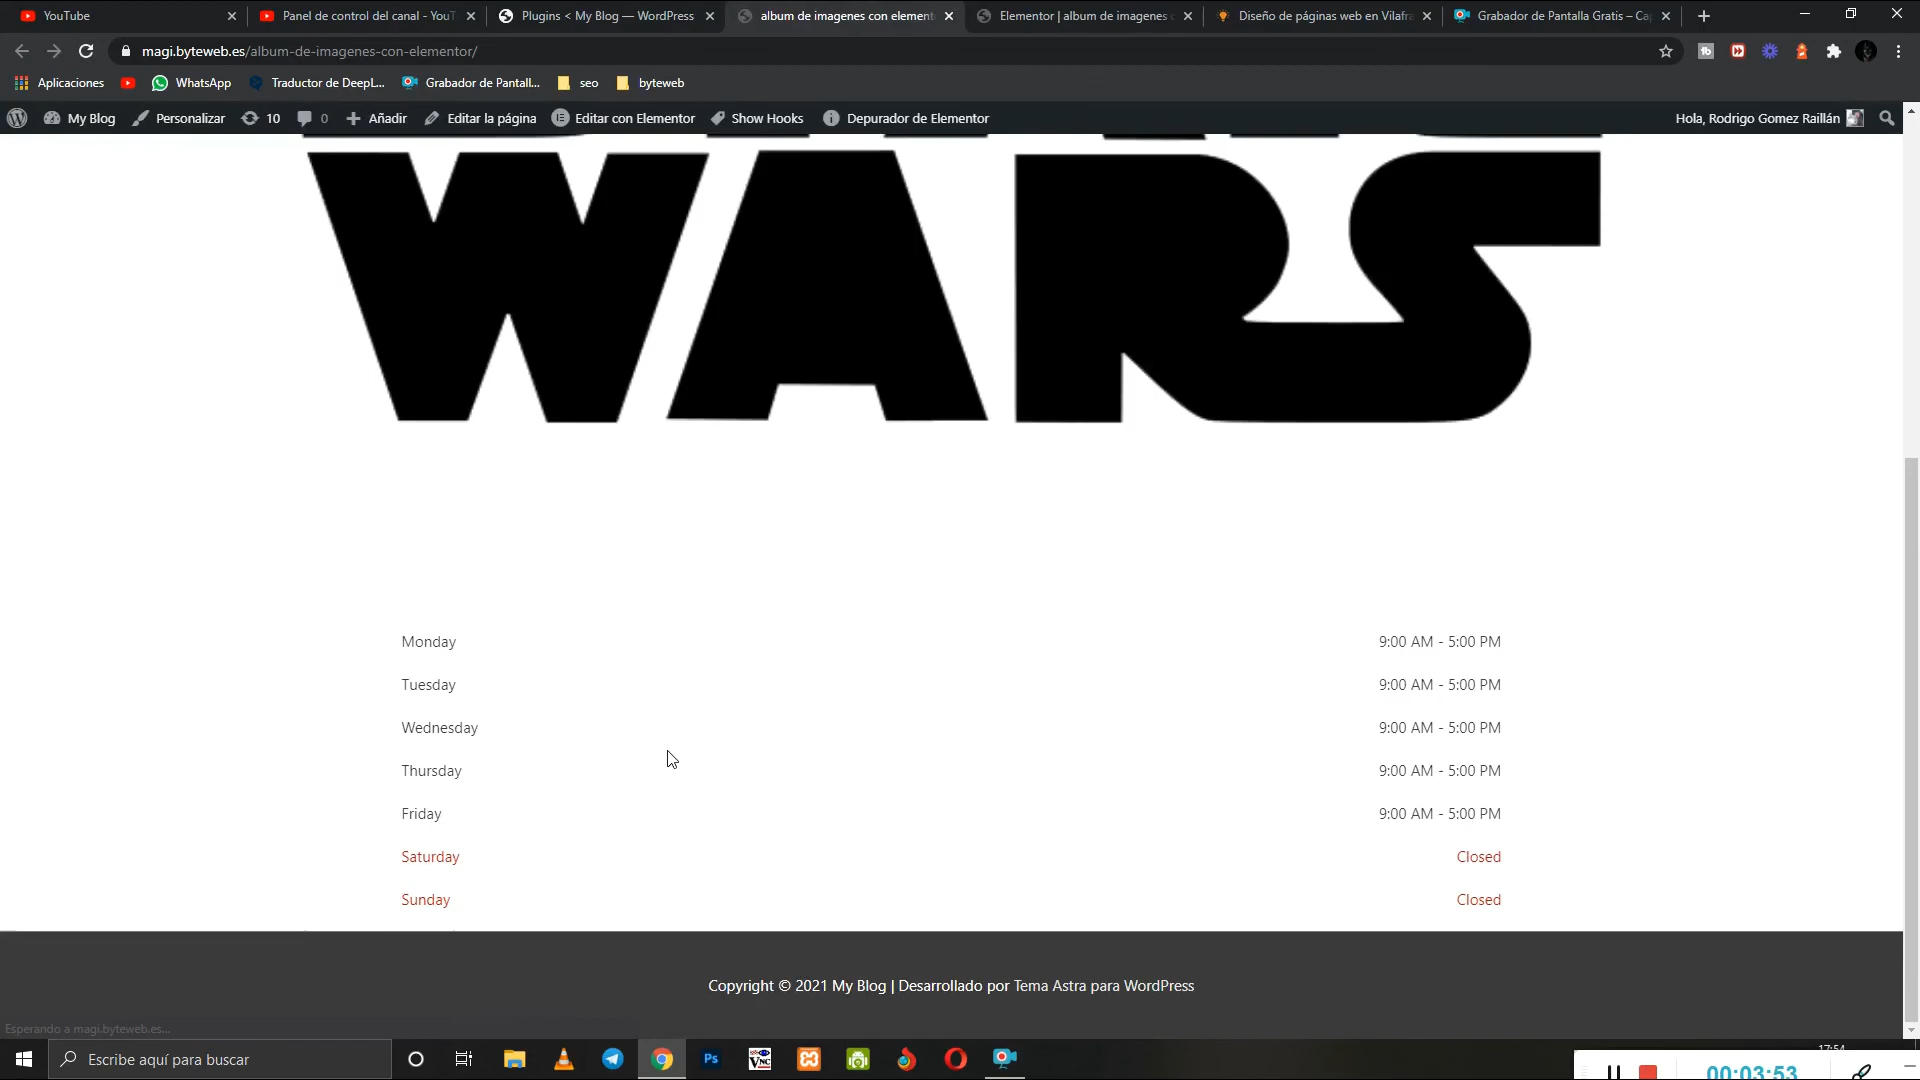 YouTube
Panel de control del canal - YouT
Plugins < My Blog — WordPress
album de imagenes con element
Elementor | album de imagenes c
Diseño de páginas web en Vilafra
Grabador de Pantalla Gratis – Ca
magi.byteweb.es/album-de-imagenes-con-elementor/
Aplicaciones
WhatsApp
Traductor de DeepL...
Grabador de Pantall...
seo
byteweb
My Blog
Personalizar
10
0
Añadir
Editar la página
Editar con Elementor
Show Hooks
Depurador de Elementor
Hola, Rodrigo Gomez Raillán
WARS
Monday 9:00 AM - 5:00 PM
Tuesday 9:00 AM - 5:00 PM
Wednesday 9:00 AM - 5:00 PM
Thursday 9:00 AM - 5:00 PM
Friday 9:00 AM - 5:00 PM
Saturday Closed
Sunday Closed
Copyright © 2021 My Blog | Desarrollado por Tema Astra para WordPress
Esperando a magi.byteweb.es...
Escribe aquí para buscar
Ps
VNC
17:54
00:03:53